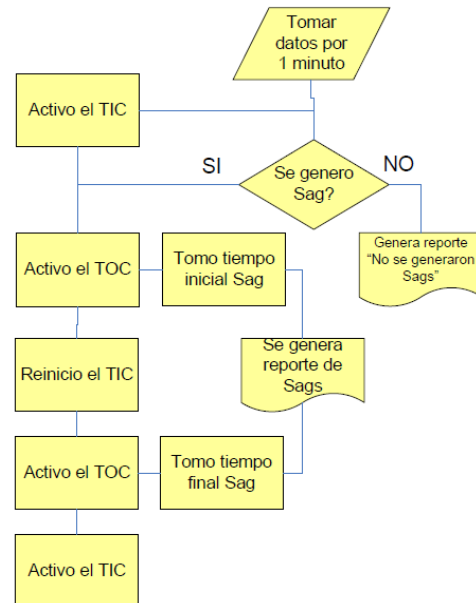 Tomar
datos por
1 minuto
Activo el TIC
SI
NO
Se genero
Sag?
Genera reporte
“No se generaron
Sags”
Activo el TOC
Tomo tiempo
inicial Sag
Se genera
reporte de
Sags
Reinicio el TIC
Activo el TOC
Tomo tiempo
final Sag
Activo el TIC